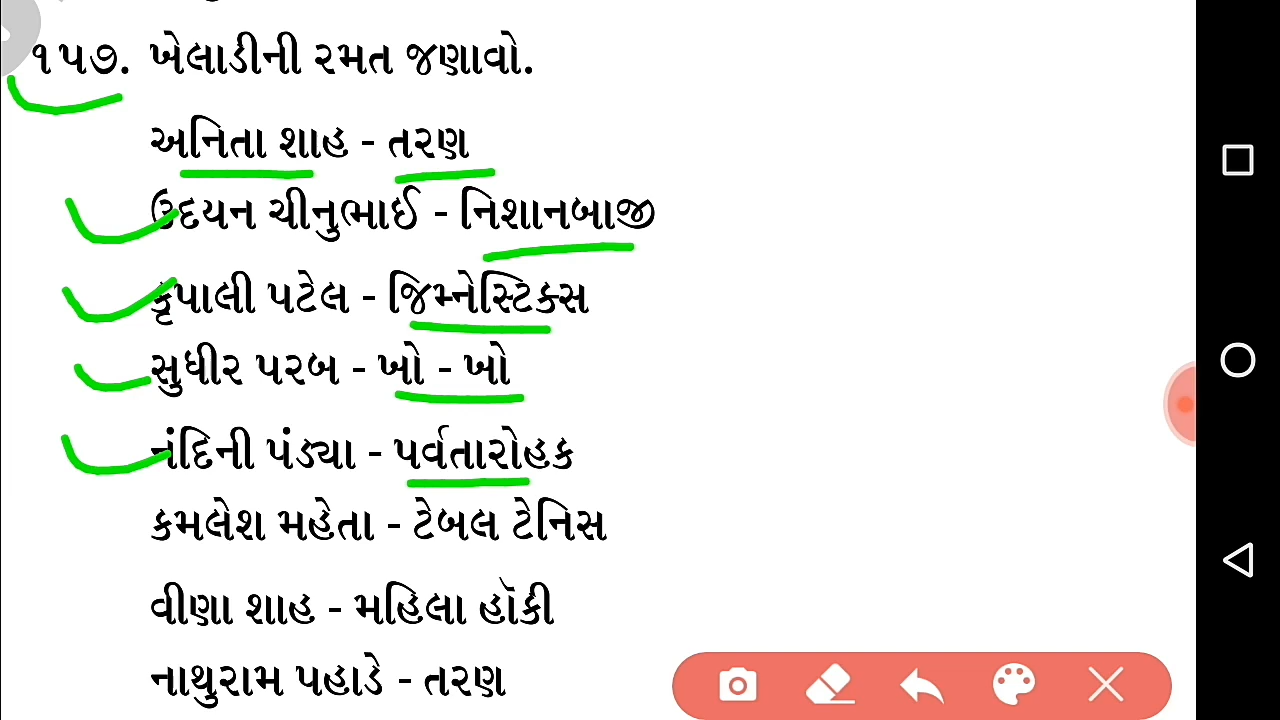 ૧૫૭. ખેલાડીની રમત જણાવો.
અનિતા શાહ - તરણ
ઉદયન ચીનુભાઈ - નિશાનબાજી
કૃપાલી પટેલ - જિમ્નેસ્ટિક્સ
સુધીર પરબ - ખો - ખો
નંદિની પંડ્યા - પર્વતારોહક
કમલેશ મહેતા - ટેબલ ટેનિસ
વીણા શાહ - મહિલા હૉકી
નાથુરામ પહાડે - તરણ